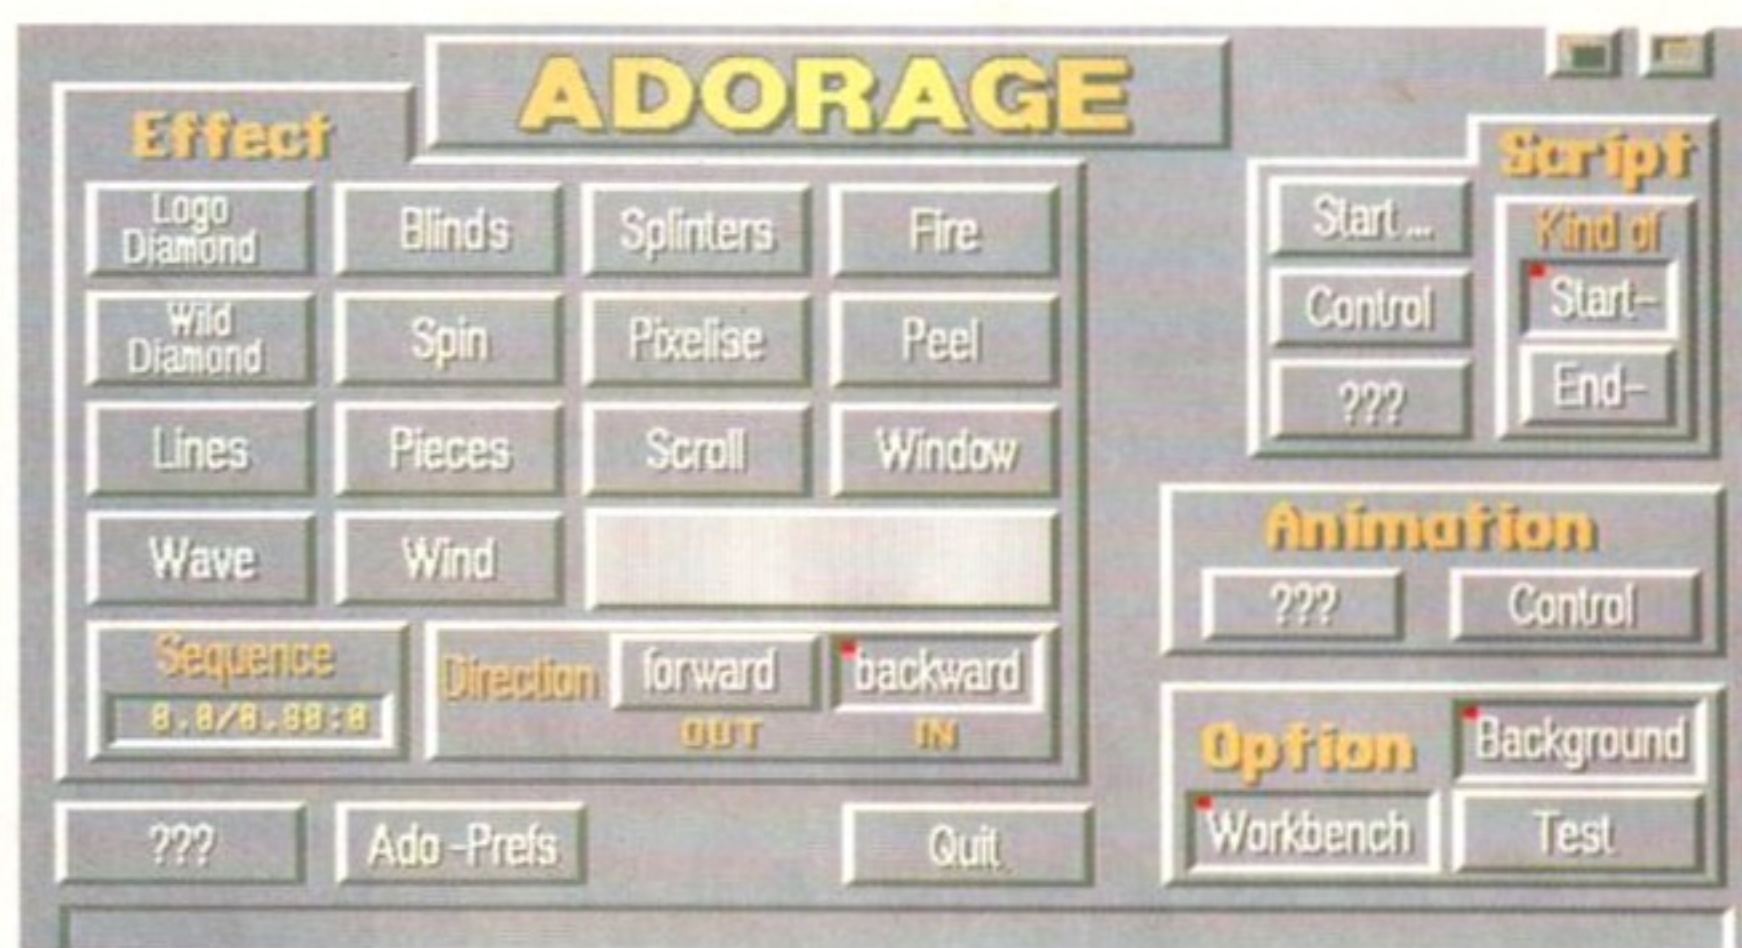 ADORAGE
Effect
Logo
Diamond
Blinds
Splinters
Fire
Wild
Diamond
Spin
Pixelise
Peel
Lines
Pieces
Scroll
Window
Wave
Wind
Sequence
Direction
forward
backward
OUT
IN
???
Ado-Prefs
Quit
Script
Start...
Control
???
Kind of
Start-
End-
Animation
???
Control
Option
Background
Workbench
Test